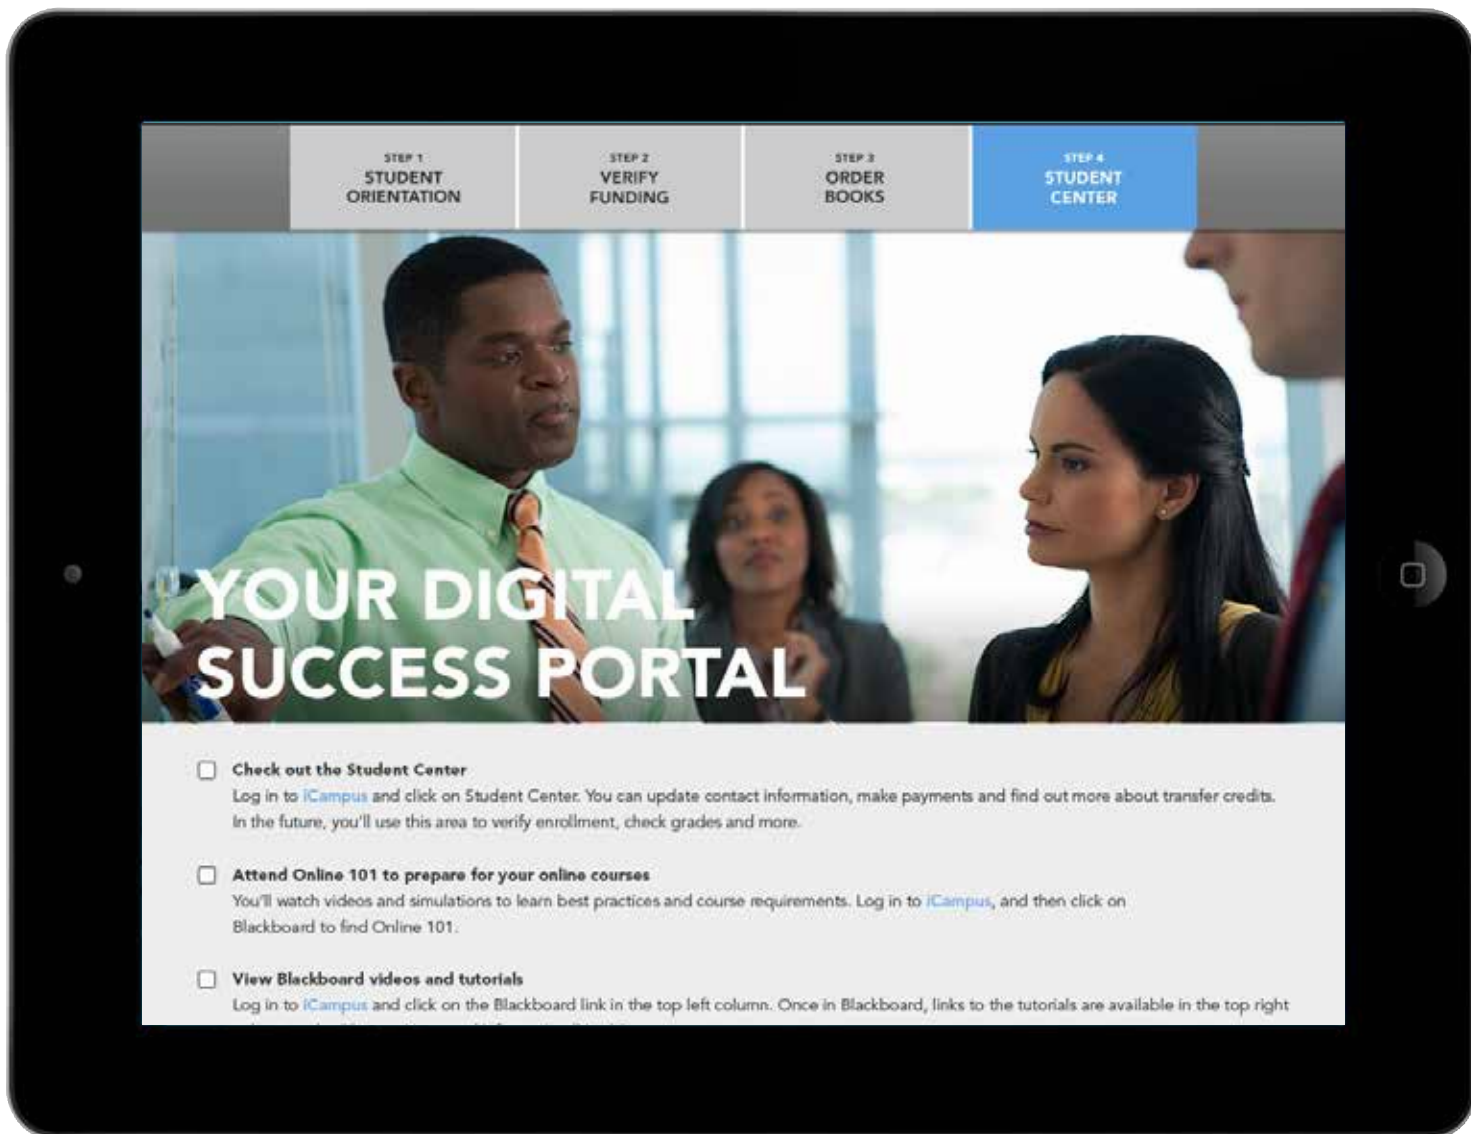 STEP 1
STUDENT
ORIENTATION
STEP 2
VERIFY
FUNDING
STEP 3
ORDER
BOOKS
STEP 4
STUDENT
CENTER
YOUR DIGITAL
SUCCESS PORTAL
Check out the Student Center
Log in to iCampus and click on Student Center. You can update contact information, make payments and find out more about transfer credits.
In the future, you'll use this area to verify enrollment, check grades and more.
Attend Online 101 to prepare for your online courses
You'll watch videos and simulations to learn best practices and course requirements. Log in to iCampus, and then click on
Blackboard to find Online 101.
View Blackboard videos and tutorials
Log in to iCampus and click on the Blackboard link in the top left column. Once in Blackboard, links to the tutorials are available in the top right